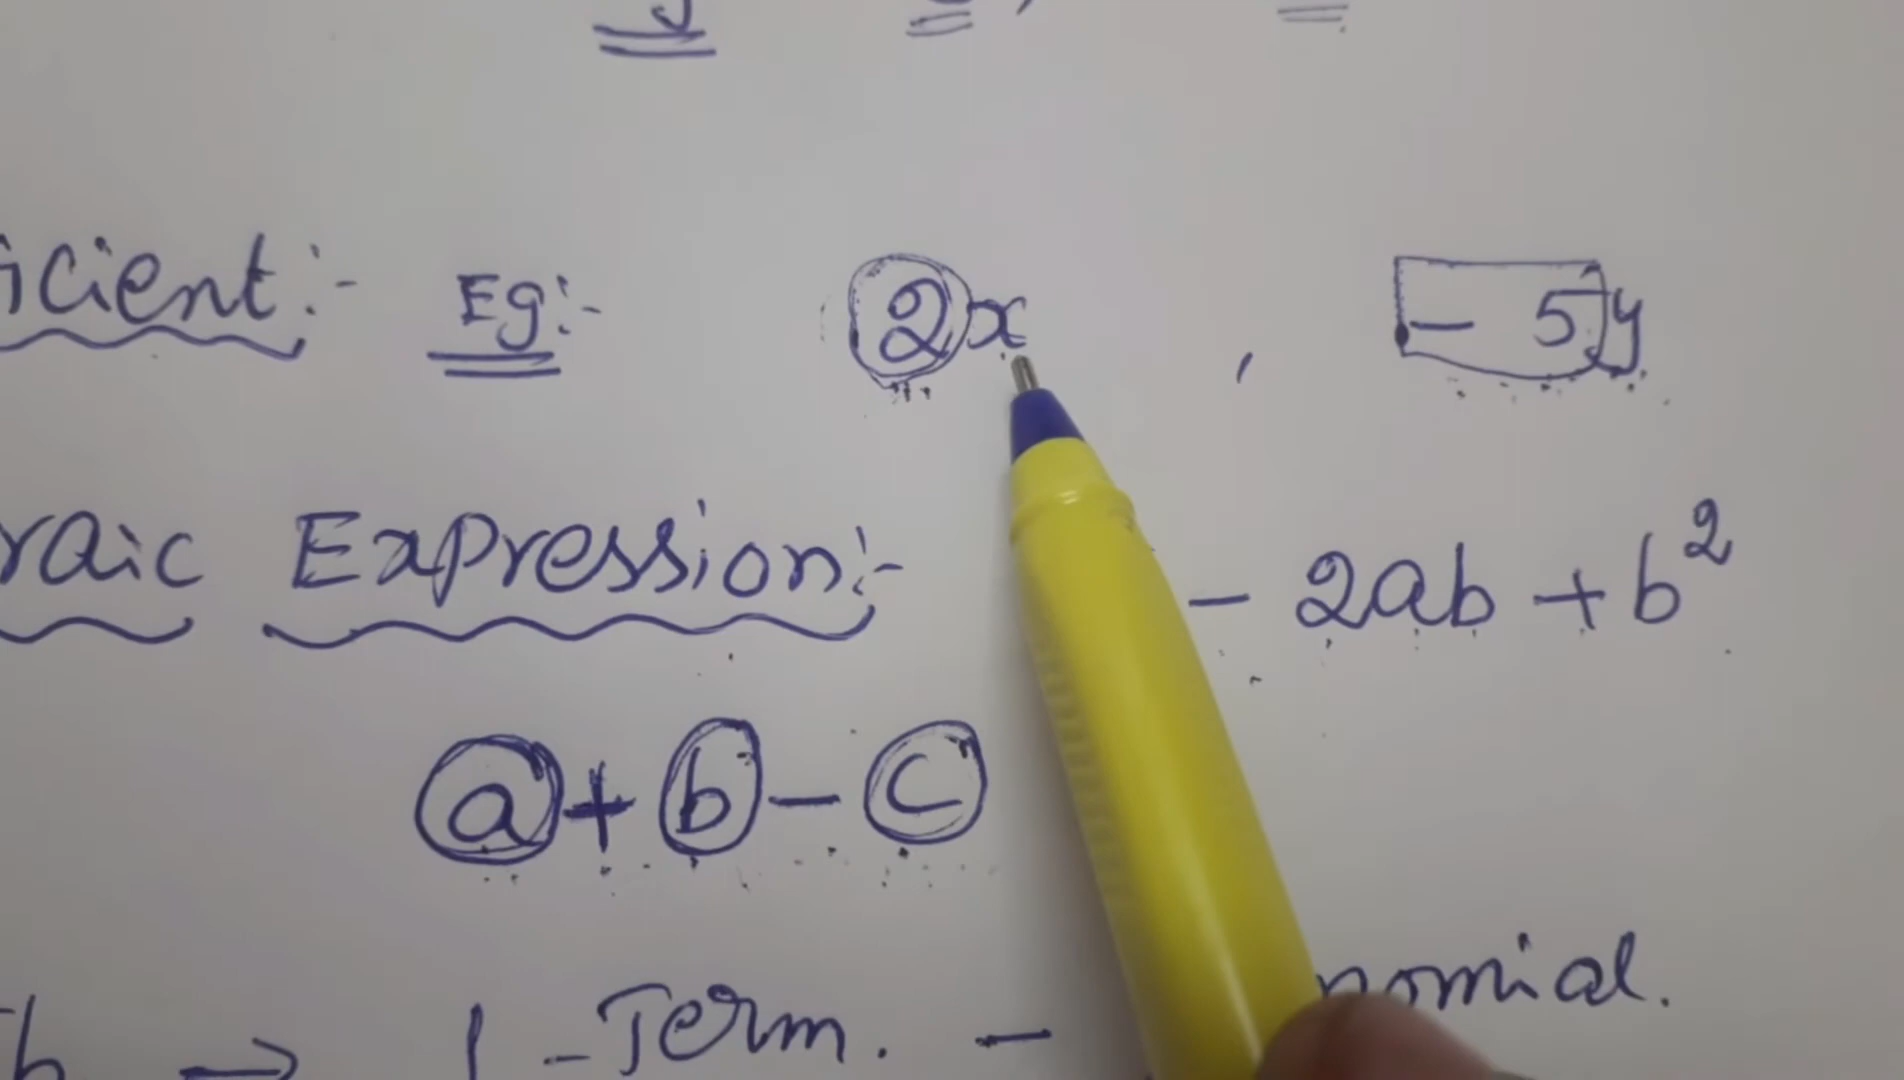 icient:- Eg:- 2x , - 5y
raic Expression:- - 2ab + b²
a + b - c
b → 1 - Term. - nomial.